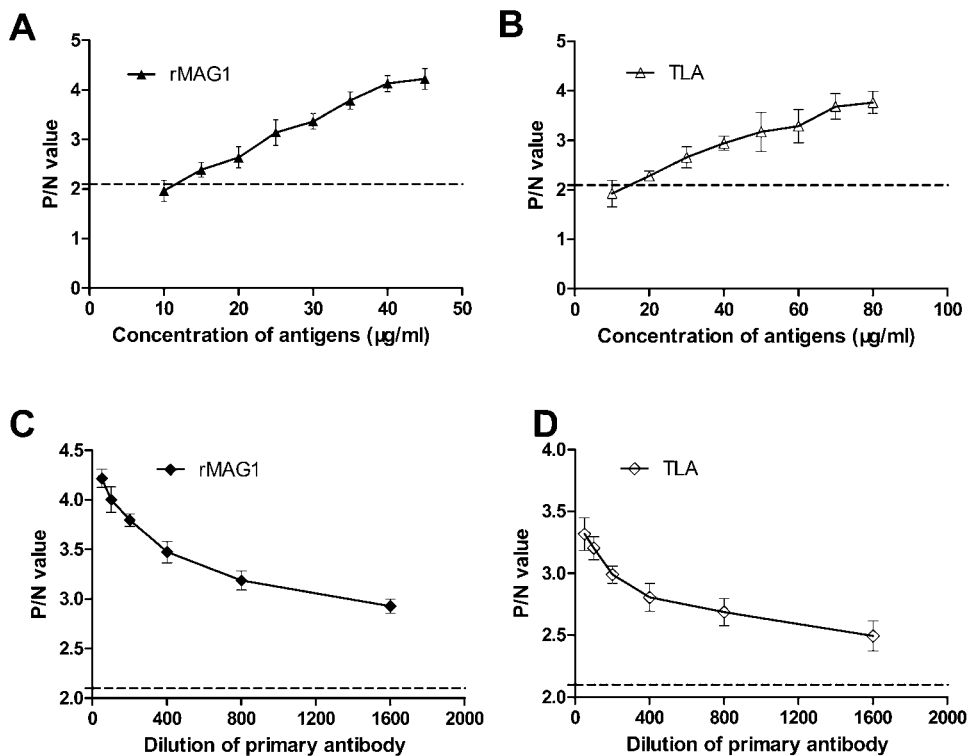 A
rMAG1
P/N value
5
4
3
2
1
0
0 10 20 30 40 50
Concentration of antigens (µg/ml)
B
TLA
P/N value
5
4
3
2
1
0
0 20 40 60 80 100
Concentration of antigens (µg/ml)
C
rMAG1
P/N value
4.5
4.0
3.5
3.0
2.5
2.0
0 400 800 1200 1600 2000
Dilution of primary antibody
D
TLA
P/N value
4.0
3.5
3.0
2.5
2.0
0 400 800 1200 1600 2000
Dilution of primary antibody